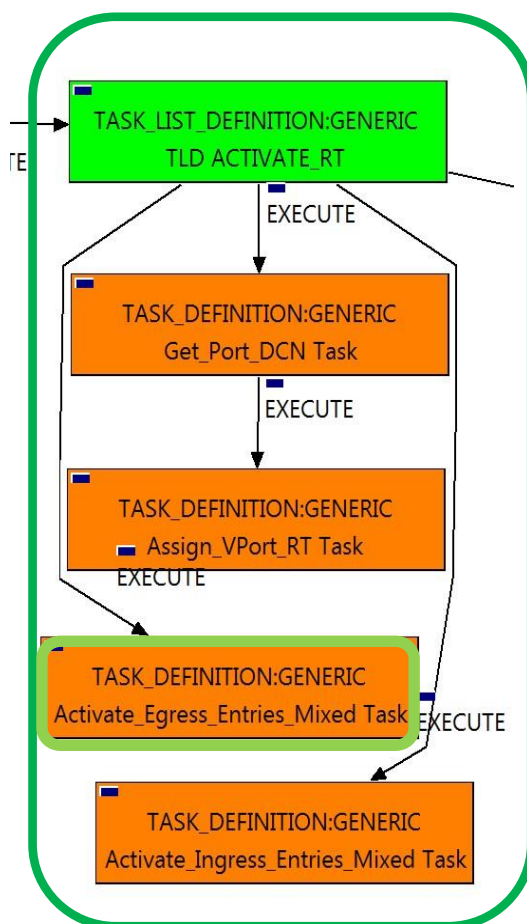 TASK_LIST_DEFINITION:GENERIC
TLD ACTIVATE_RT
TE
EXECUTE
TASK_DEFINITION:GENERIC
Get_Port_DCN Task
EXECUTE
TASK_DEFINITION:GENERIC
Assign_VPort_RT Task
EXECUTE
TASK_DEFINITION:GENERIC
Activate_Egress_Entries_Mixed Task
EXECUTE
TASK_DEFINITION:GENERIC
Activate_Ingress_Entries_Mixed Task